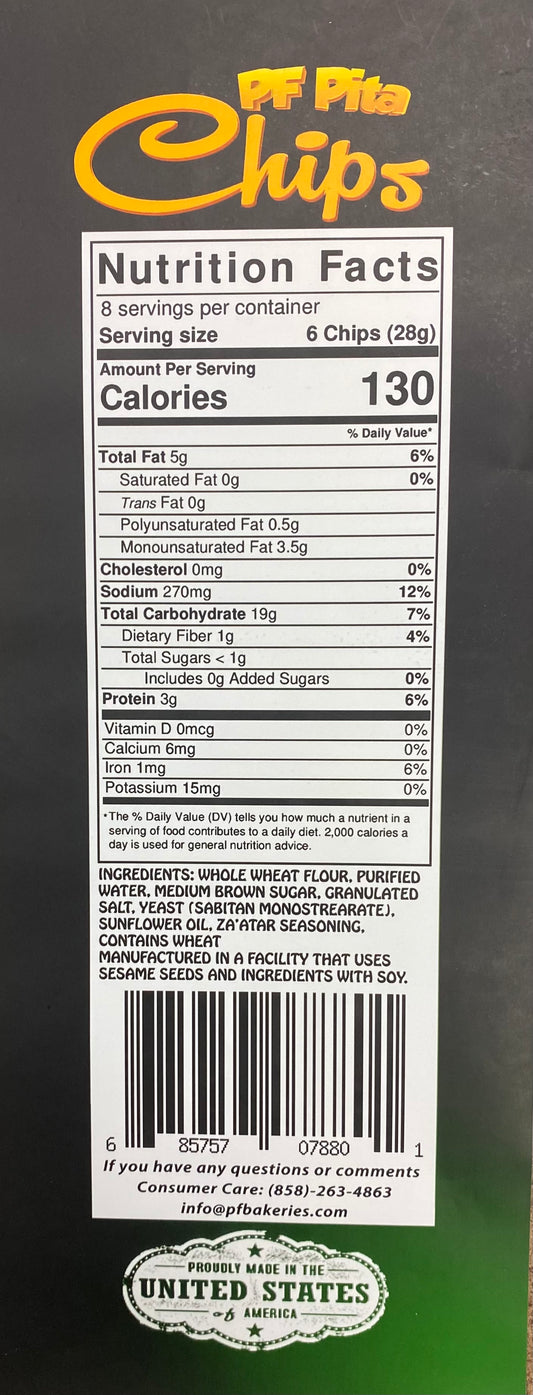 PF Pita
Chips
Nutrition Facts
8 servings per container
Serving size 6 Chips (28g)
Amount Per Serving
Calories 130
% Daily Value*
Total Fat 5g 6%
Saturated Fat 0g 0%
Trans Fat 0g
Polyunsaturated Fat 0.5g
Monounsaturated Fat 3.5g
Cholesterol 0mg 0%
Sodium 270mg 12%
Total Carbohydrate 19g 7%
Dietary Fiber 1g 4%
Total Sugars < 1g
Includes 0g Added Sugars 0%
Protein 3g 6%
Vitamin D 0mcg 0%
Calcium 6mg 0%
Iron 1mg 6%
Potassium 15mg 0%
*The % Daily Value (DV) tells you how much a nutrient in a
serving of food contributes to a daily diet. 2,000 calories a
day is used for general nutrition advice.
INGREDIENTS: WHOLE WHEAT FLOUR, PURIFIED
WATER, MEDIUM BROWN SUGAR, GRANULATED
SALT, YEAST (SABITAN MONOSTREARATE),
SUNFLOWER OIL, ZA'ATAR SEASONING,
CONTAINS WHEAT
MANUFACTURED IN A FACILITY THAT USES
SESAME SEEDS AND INGREDIENTS WITH SOY.
6 85757 07880 1
If you have any questions or comments
Consumer Care: (858)-263-4863
info@pfbakeries.com
PROUDLY MADE IN THE
UNITED STATES
of AMERICA